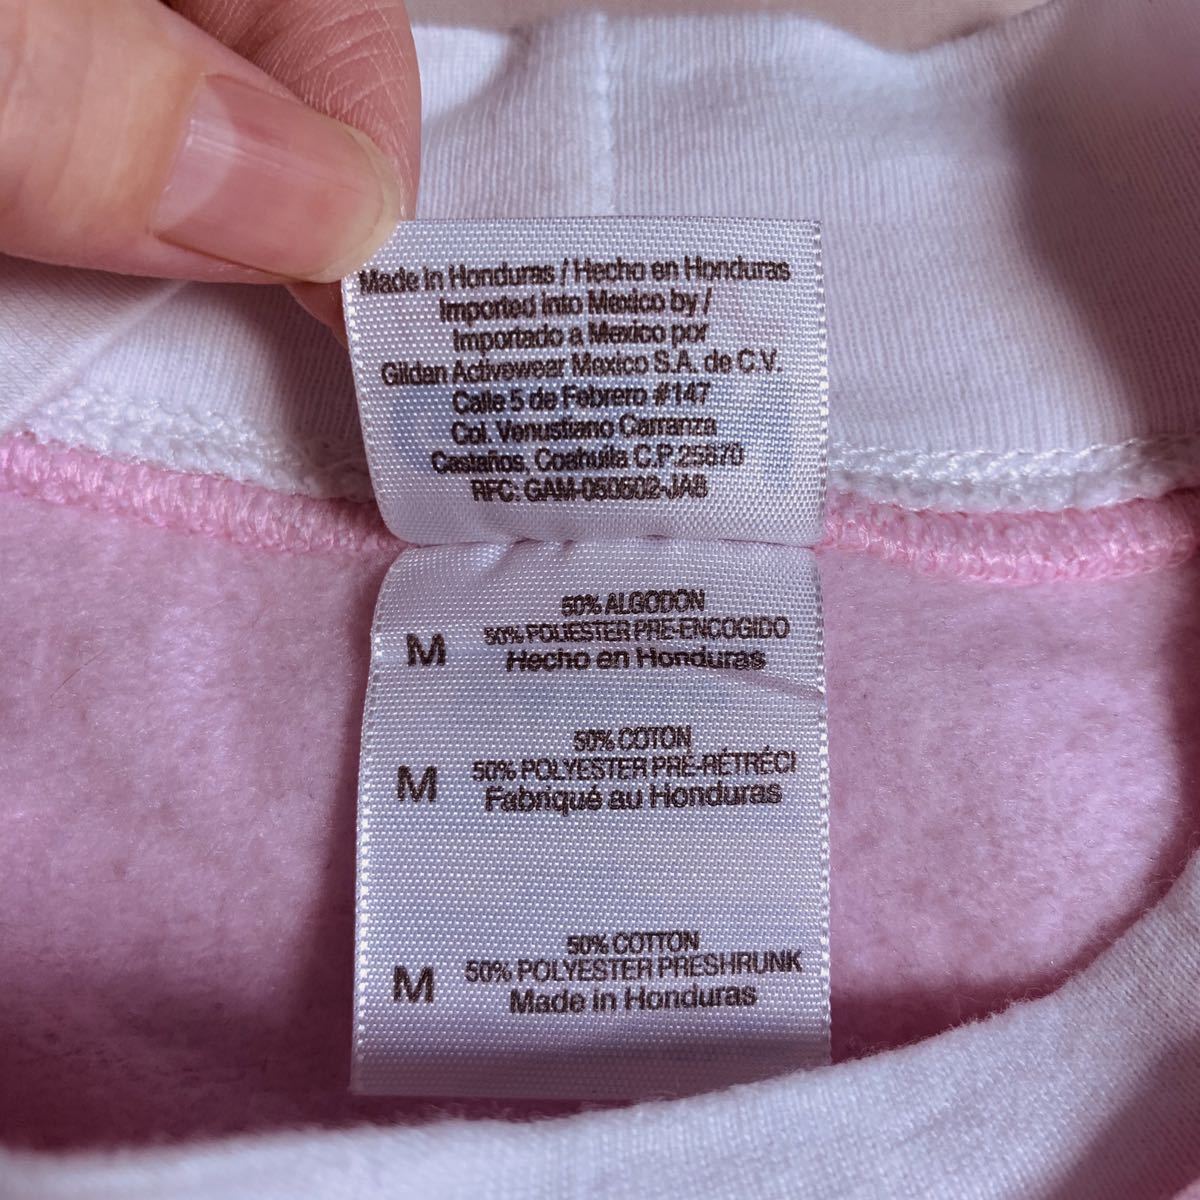 Made in Honduras / Hecho en Honduras
Imported into Mexico by /
Importado a Mexico por
Gildan Activewear Mexico S.A. de C.V.
Calle 5 de Febrero #147
Col. Venustiano Carranza
Castaños, Coahuila C.P.25870
RFC: GAM-050502-JA8
50% ALGODON
M 50% POLIESTER PRE-ENCOGIDO
Hecho en Honduras
50% COTON
M 50% POLYESTER PRÉ-RÉTRÉCI
Fabriqué au Honduras
50% COTTON
M 50% POLYESTER PRESHRUNK
Made in Honduras